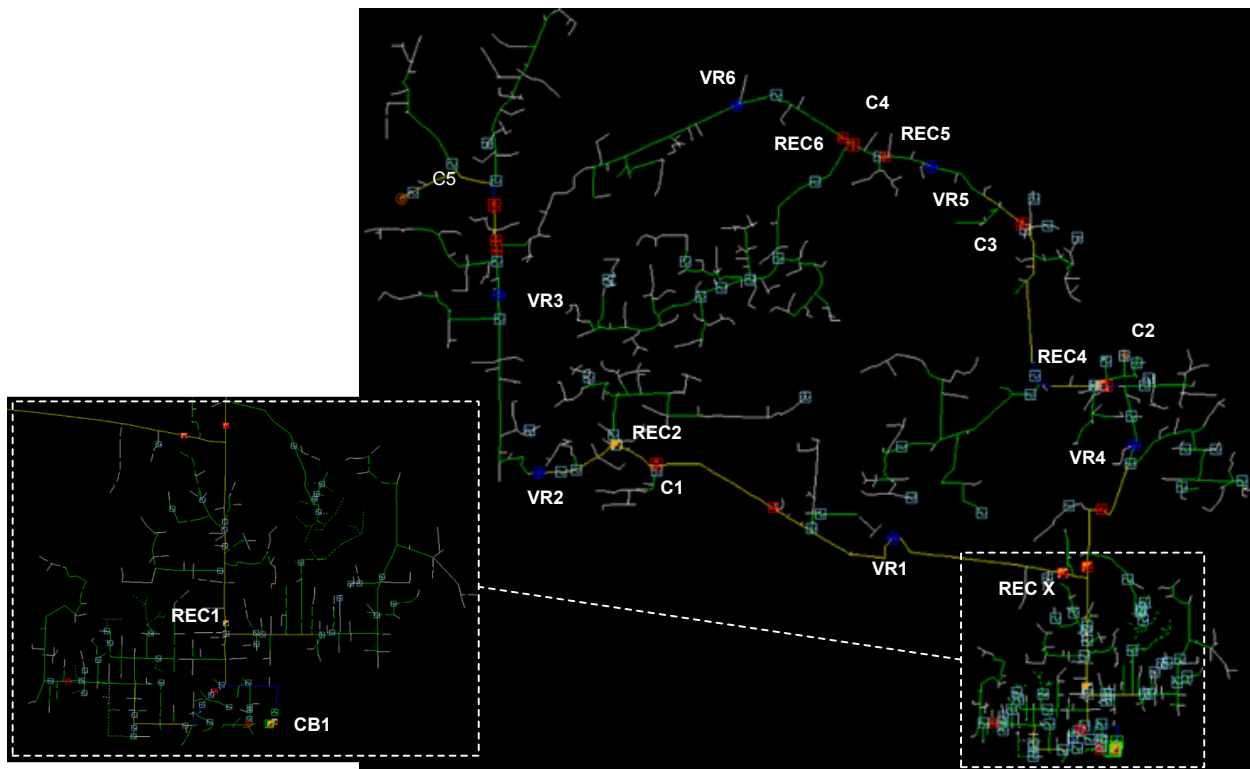 VR6
C4
REC5
REC6
C5
VR5
C3
VR3
C2
REC4
REC2
VR4
VR2
C1
VR1
REC X
REC1
CB1